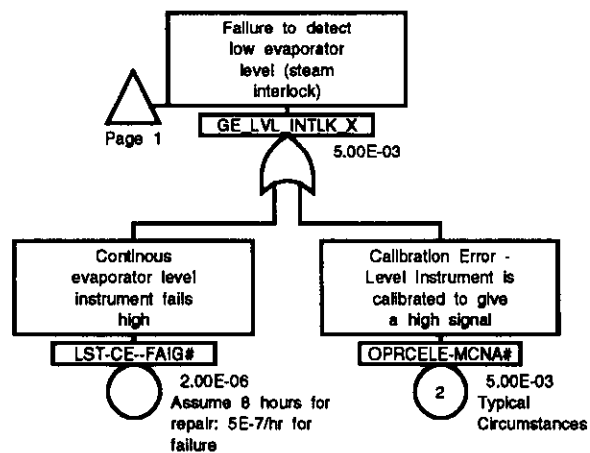 Failure to detect
low evaporator
level (steam
interlock)
Page 1
GE_LVL_INTLK_X
5.00E-03
Continous
evaporator level
instrument fails
high
LST-CE--FAIG#
2.00E-06
Assume 8 hours for
repair: 5E-7/hr for
failure
Calibration Error -
Level Instrument is
calibrated to give
a high signal
OPRCELE-MCNA#
2
5.00E-03
Typical
Circumstances